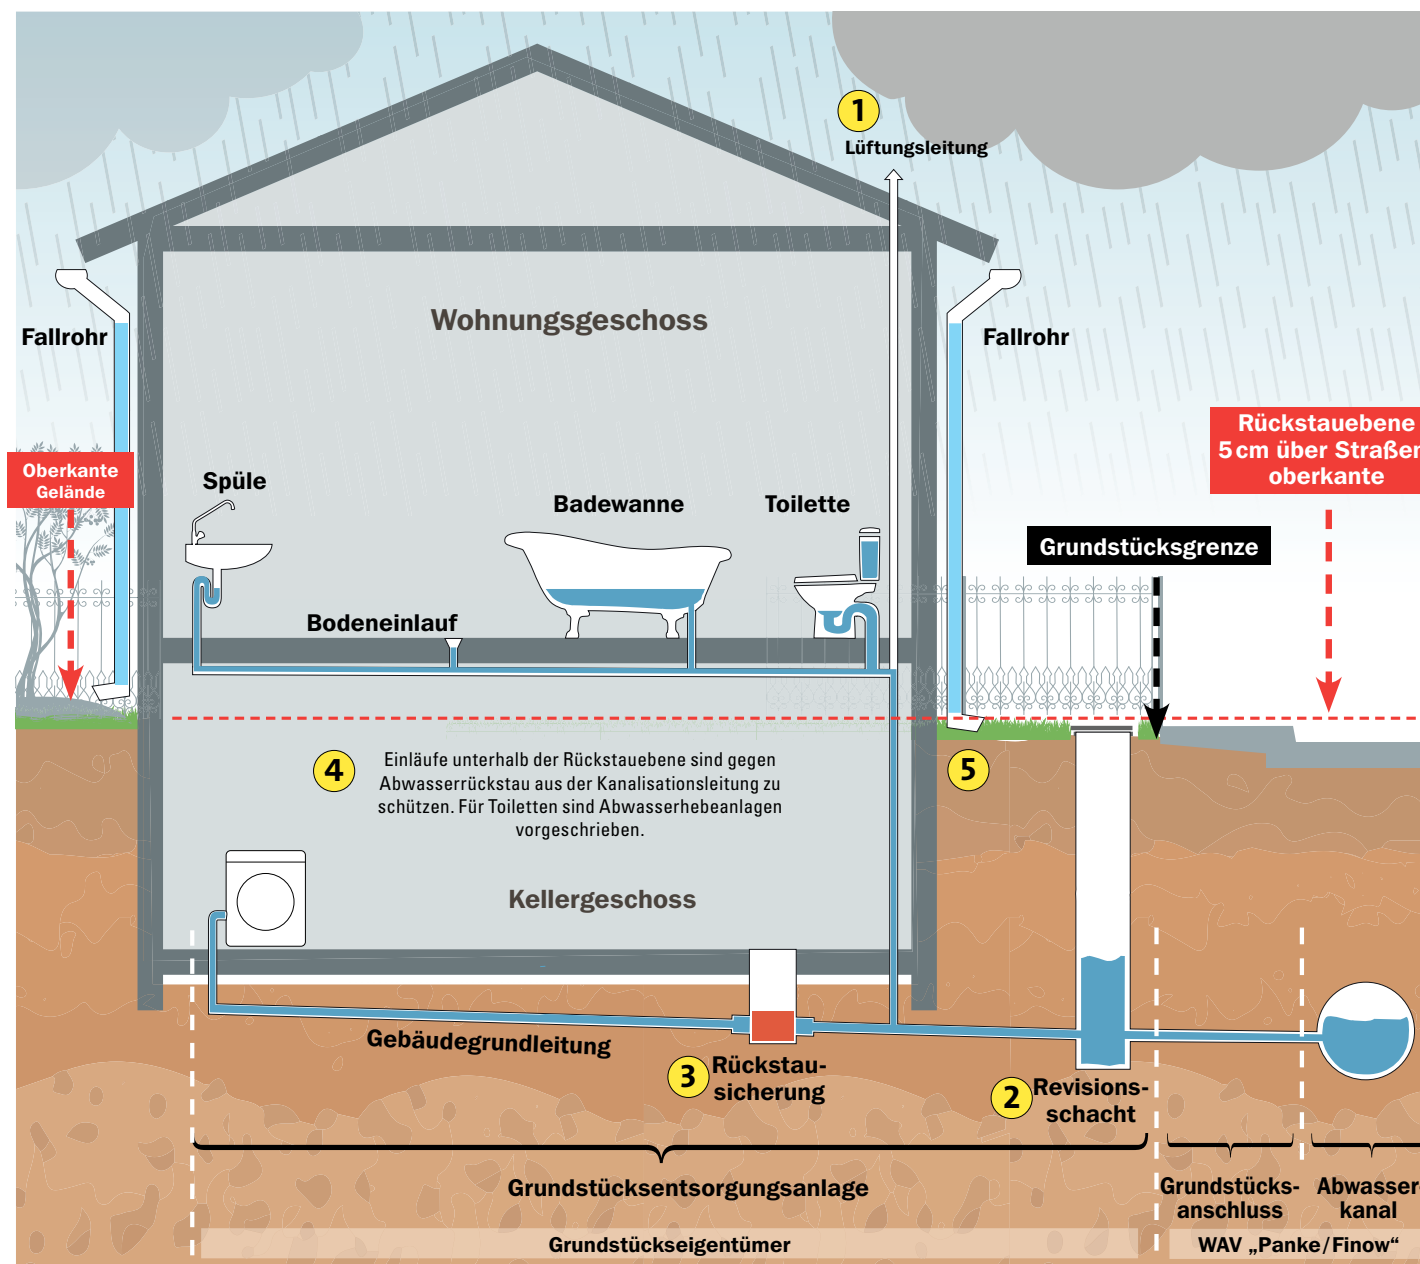 1
Lüftungsleitung
Wohnungsgeschoss
Fallrohr
Fallrohr
Rückstauebene
5 cm über Straßen
oberkante
Oberkante
Gelände
Spüle
Badewanne
Toilette
Grundstücksgrenze
Bodeneinlauf
4
Einläufe unterhalb der Rückstauebene sind gegen
Abwasserrückstau aus der Kanalisationsleitung zu
schützen. Für Toiletten sind Abwasserhebeanlagen
vorgeschrieben.
5
Kellergeschoss
Gebäudegrundleitung
3
Rückstau-
sicherung
2
Revisions-
schacht
Grundstücksentsorgungsanlage
Grundstücks-
anschluss
Abwasser-
kanal
Grundstückseigentümer
WAV „Panke/Finow“